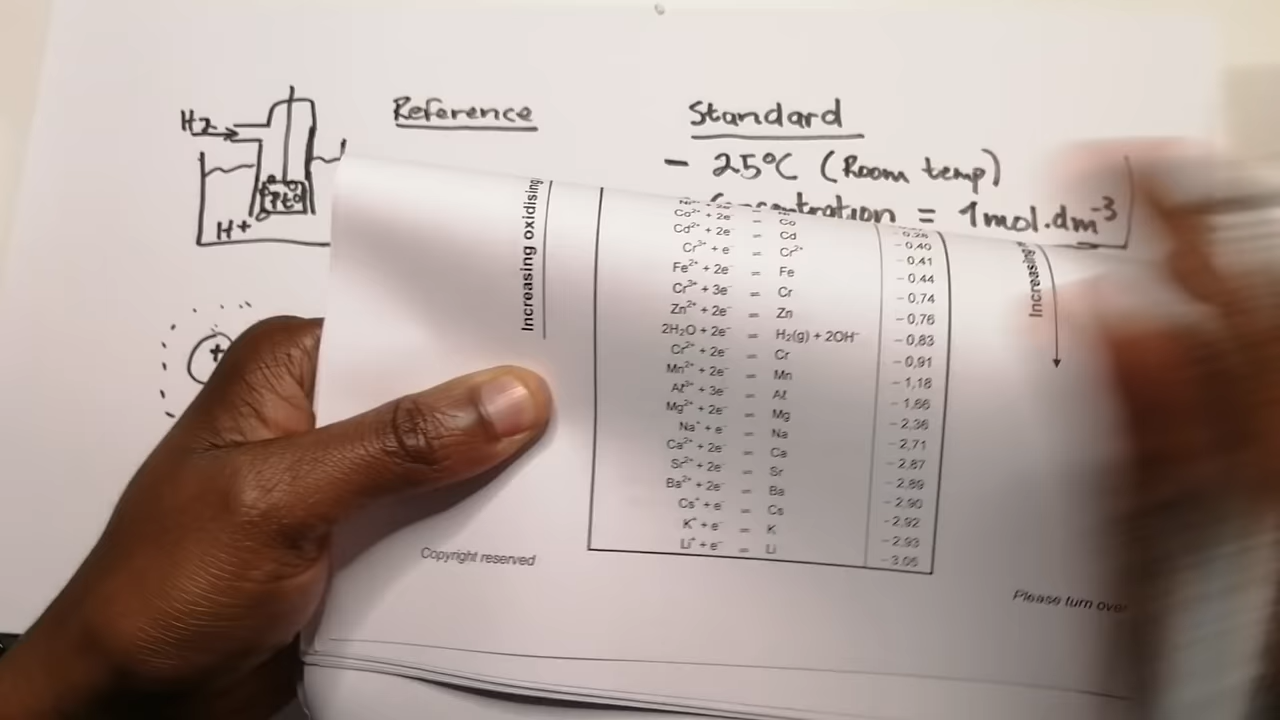 H2
Reference
Standard
- 25°C (Room temp)
Concentration = 1mol.dm⁻³
Pt
H+
+
Increasing oxidising
Increasing
Co²⁺ + 2e⁻ = Co -0,28
Cd²⁺ + 2e⁻ = Cd -0,40
Cr³⁺ + e⁻ = Cr²⁺ -0,41
Fe²⁺ + 2e⁻ = Fe -0,44
Cr³⁺ + 3e⁻ = Cr -0,74
Zn²⁺ + 2e⁻ = Zn -0,76
2H₂O + 2e⁻ = H₂(g) + 2OH⁻ -0,83
Cr²⁺ + 2e⁻ = Cr -0,91
Mn²⁺ + 2e⁻ = Mn -1,18
Aℓ³⁺ + 3e⁻ = Aℓ -1,66
Mg²⁺ + 2e⁻ = Mg -2,36
Na⁺ + e⁻ = Na -2,71
Ca²⁺ + 2e⁻ = Ca -2,87
Sr²⁺ + 2e⁻ = Sr -2,89
Ba²⁺ + 2e⁻ = Ba -2,90
Cs⁺ + e⁻ = Cs -2,92
K⁺ + e⁻ = K -2,93
Li⁺ + e⁻ = Li -3,05
Copyright reserved
Please turn over